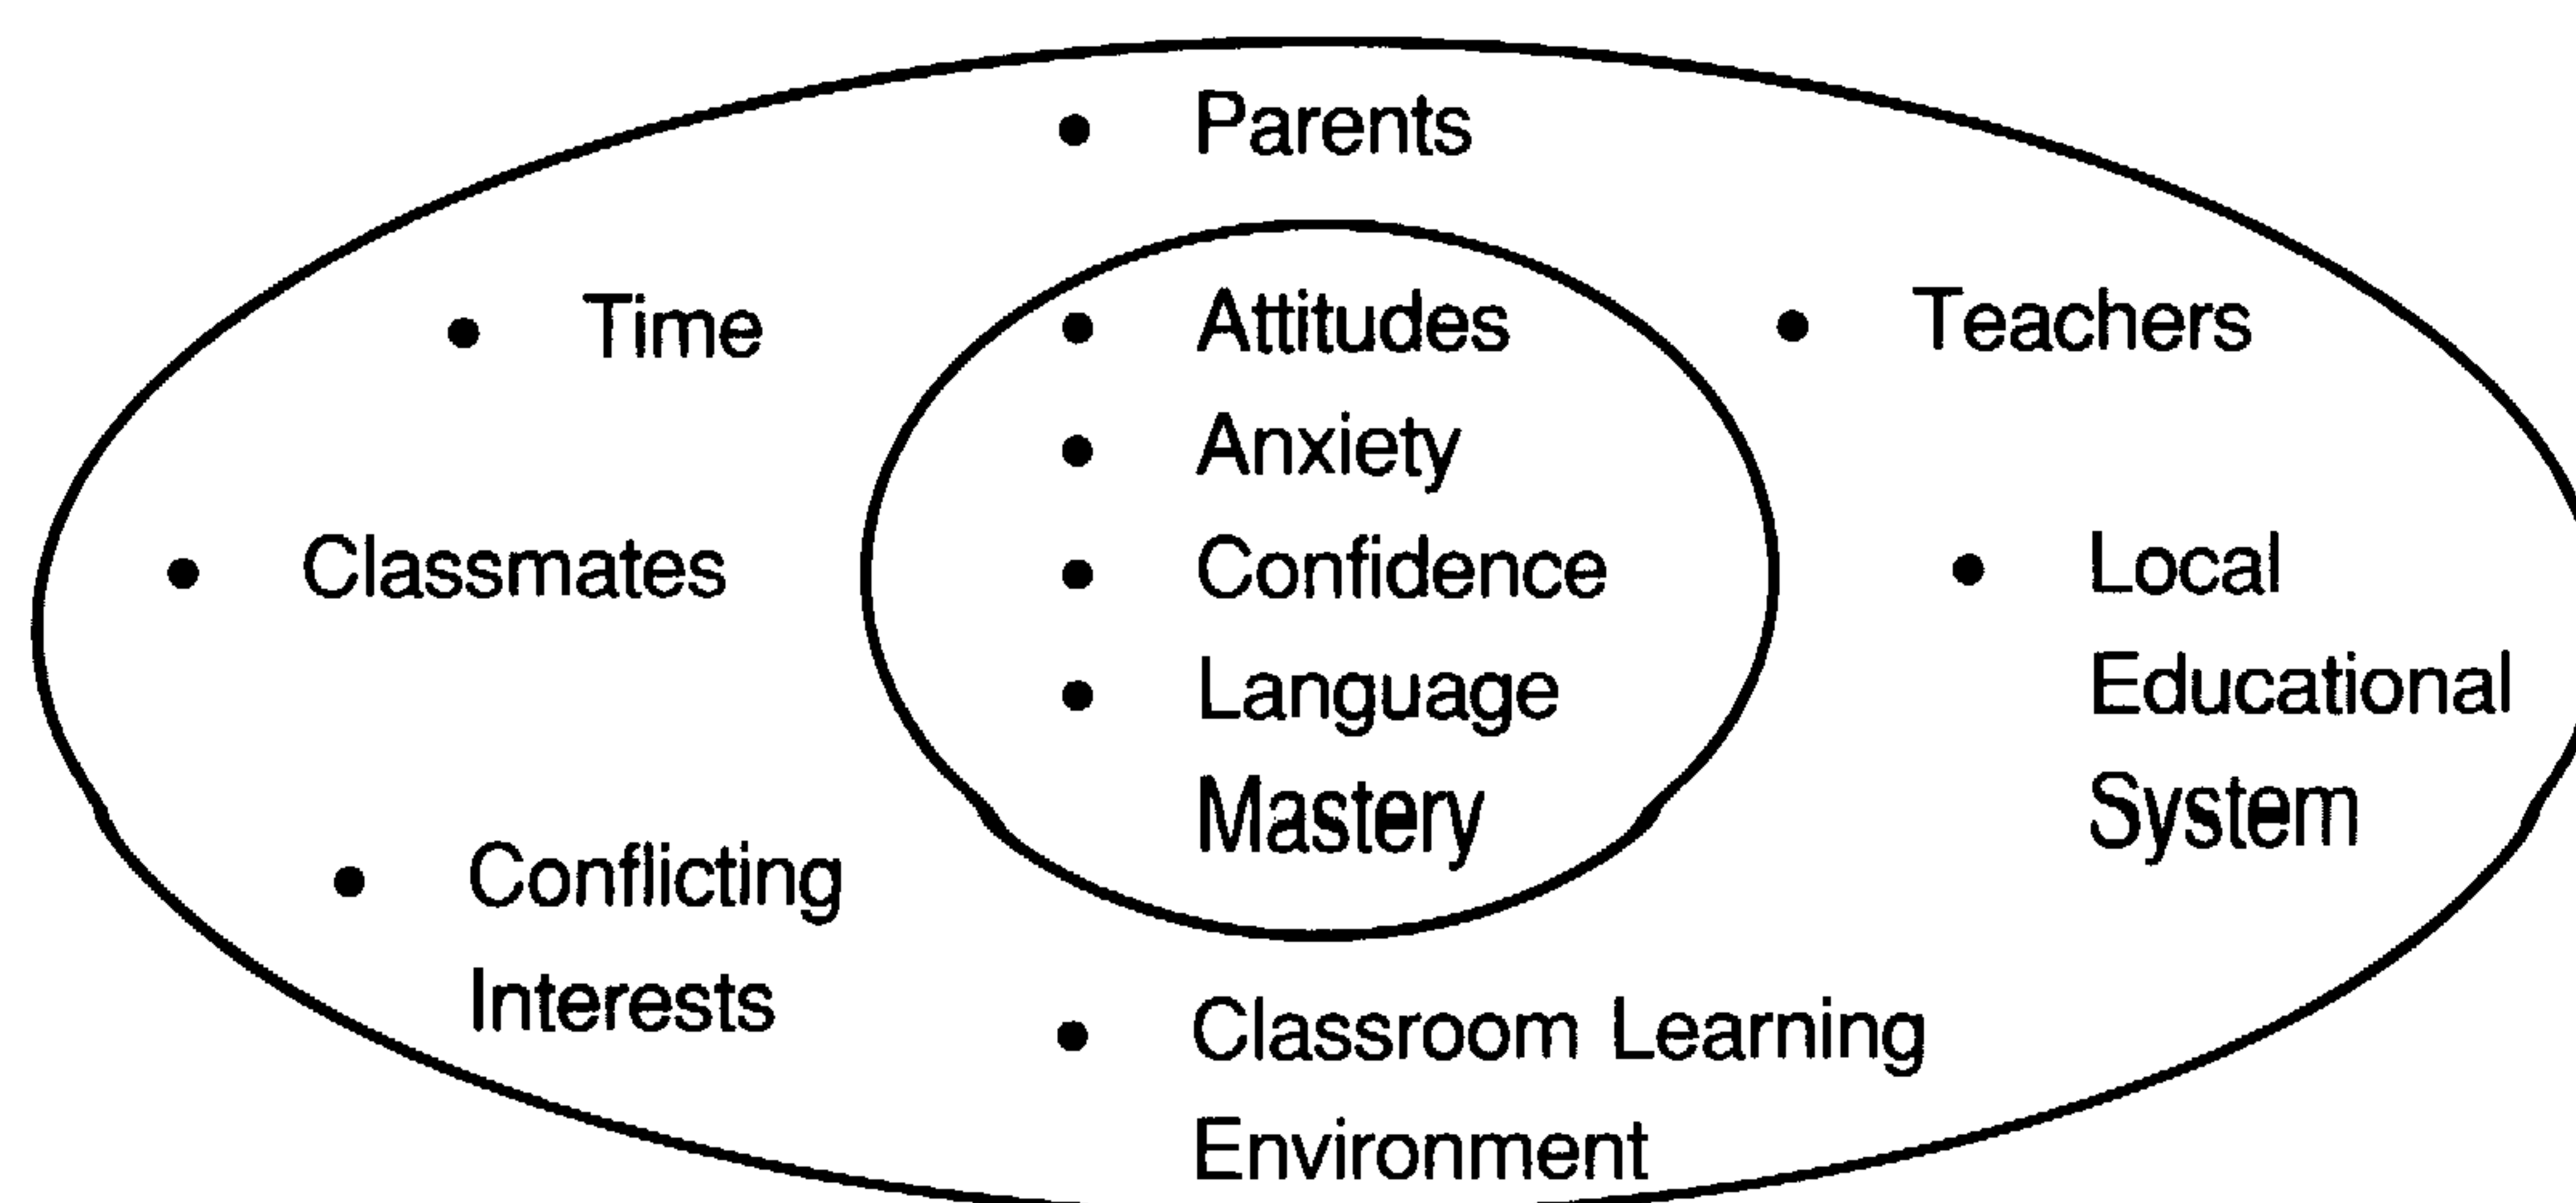 • Parents
• Time
• Attitudes
• Teachers
• Anxiety
• Classmates
• Confidence
• Local
Educational
System
• Language
Mastery
• Conflicting
Interests
• Classroom Learning
Environment